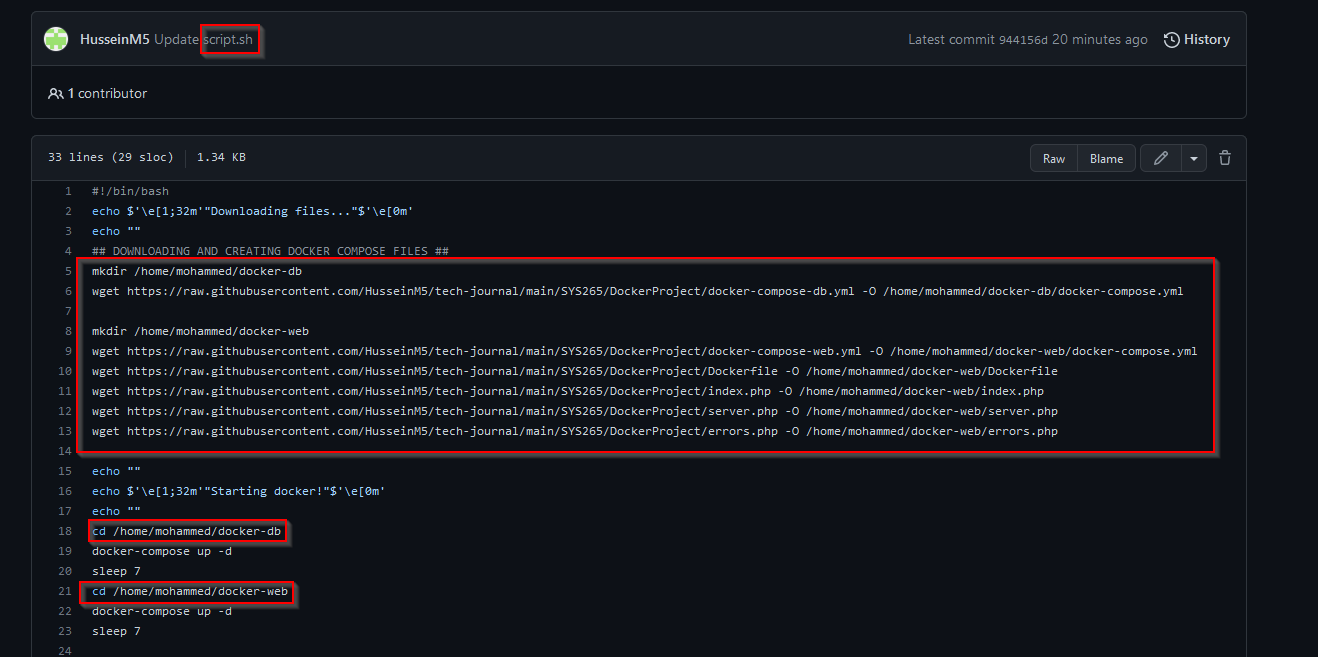 HusseinM5 Update script.sh Latest commit 944156d 20 minutes ago History
1 contributor
33 lines (29 sloc) 1.34 KB Raw Blame
1 #!/bin/bash
2 echo $'\e[1;32m'"Downloading files..."$'\e[0m'
3 echo ""
4 ## DOWNLOADING AND CREATING DOCKER COMPOSE FILES ##
5 mkdir /home/mohammed/docker-db
6 wget https://raw.githubusercontent.com/HusseinM5/tech-journal/main/SYS265/DockerProject/docker-compose-db.yml -O /home/mohammed/docker-db/docker-compose.yml
7
8 mkdir /home/mohammed/docker-web
9 wget https://raw.githubusercontent.com/HusseinM5/tech-journal/main/SYS265/DockerProject/docker-compose-web.yml -O /home/mohammed/docker-web/docker-compose.yml
10 wget https://raw.githubusercontent.com/HusseinM5/tech-journal/main/SYS265/DockerProject/Dockerfile -O /home/mohammed/docker-web/Dockerfile
11 wget https://raw.githubusercontent.com/HusseinM5/tech-journal/main/SYS265/DockerProject/index.php -O /home/mohammed/docker-web/index.php
12 wget https://raw.githubusercontent.com/HusseinM5/tech-journal/main/SYS265/DockerProject/server.php -O /home/mohammed/docker-web/server.php
13 wget https://raw.githubusercontent.com/HusseinM5/tech-journal/main/SYS265/DockerProject/errors.php -O /home/mohammed/docker-web/errors.php
14
15 echo ""
16 echo $'\e[1;32m'"Starting docker!"$'\e[0m'
17 echo ""
18 cd /home/mohammed/docker-db
19 docker-compose up -d
20 sleep 7
21 cd /home/mohammed/docker-web
22 docker-compose up -d
23 sleep 7
24